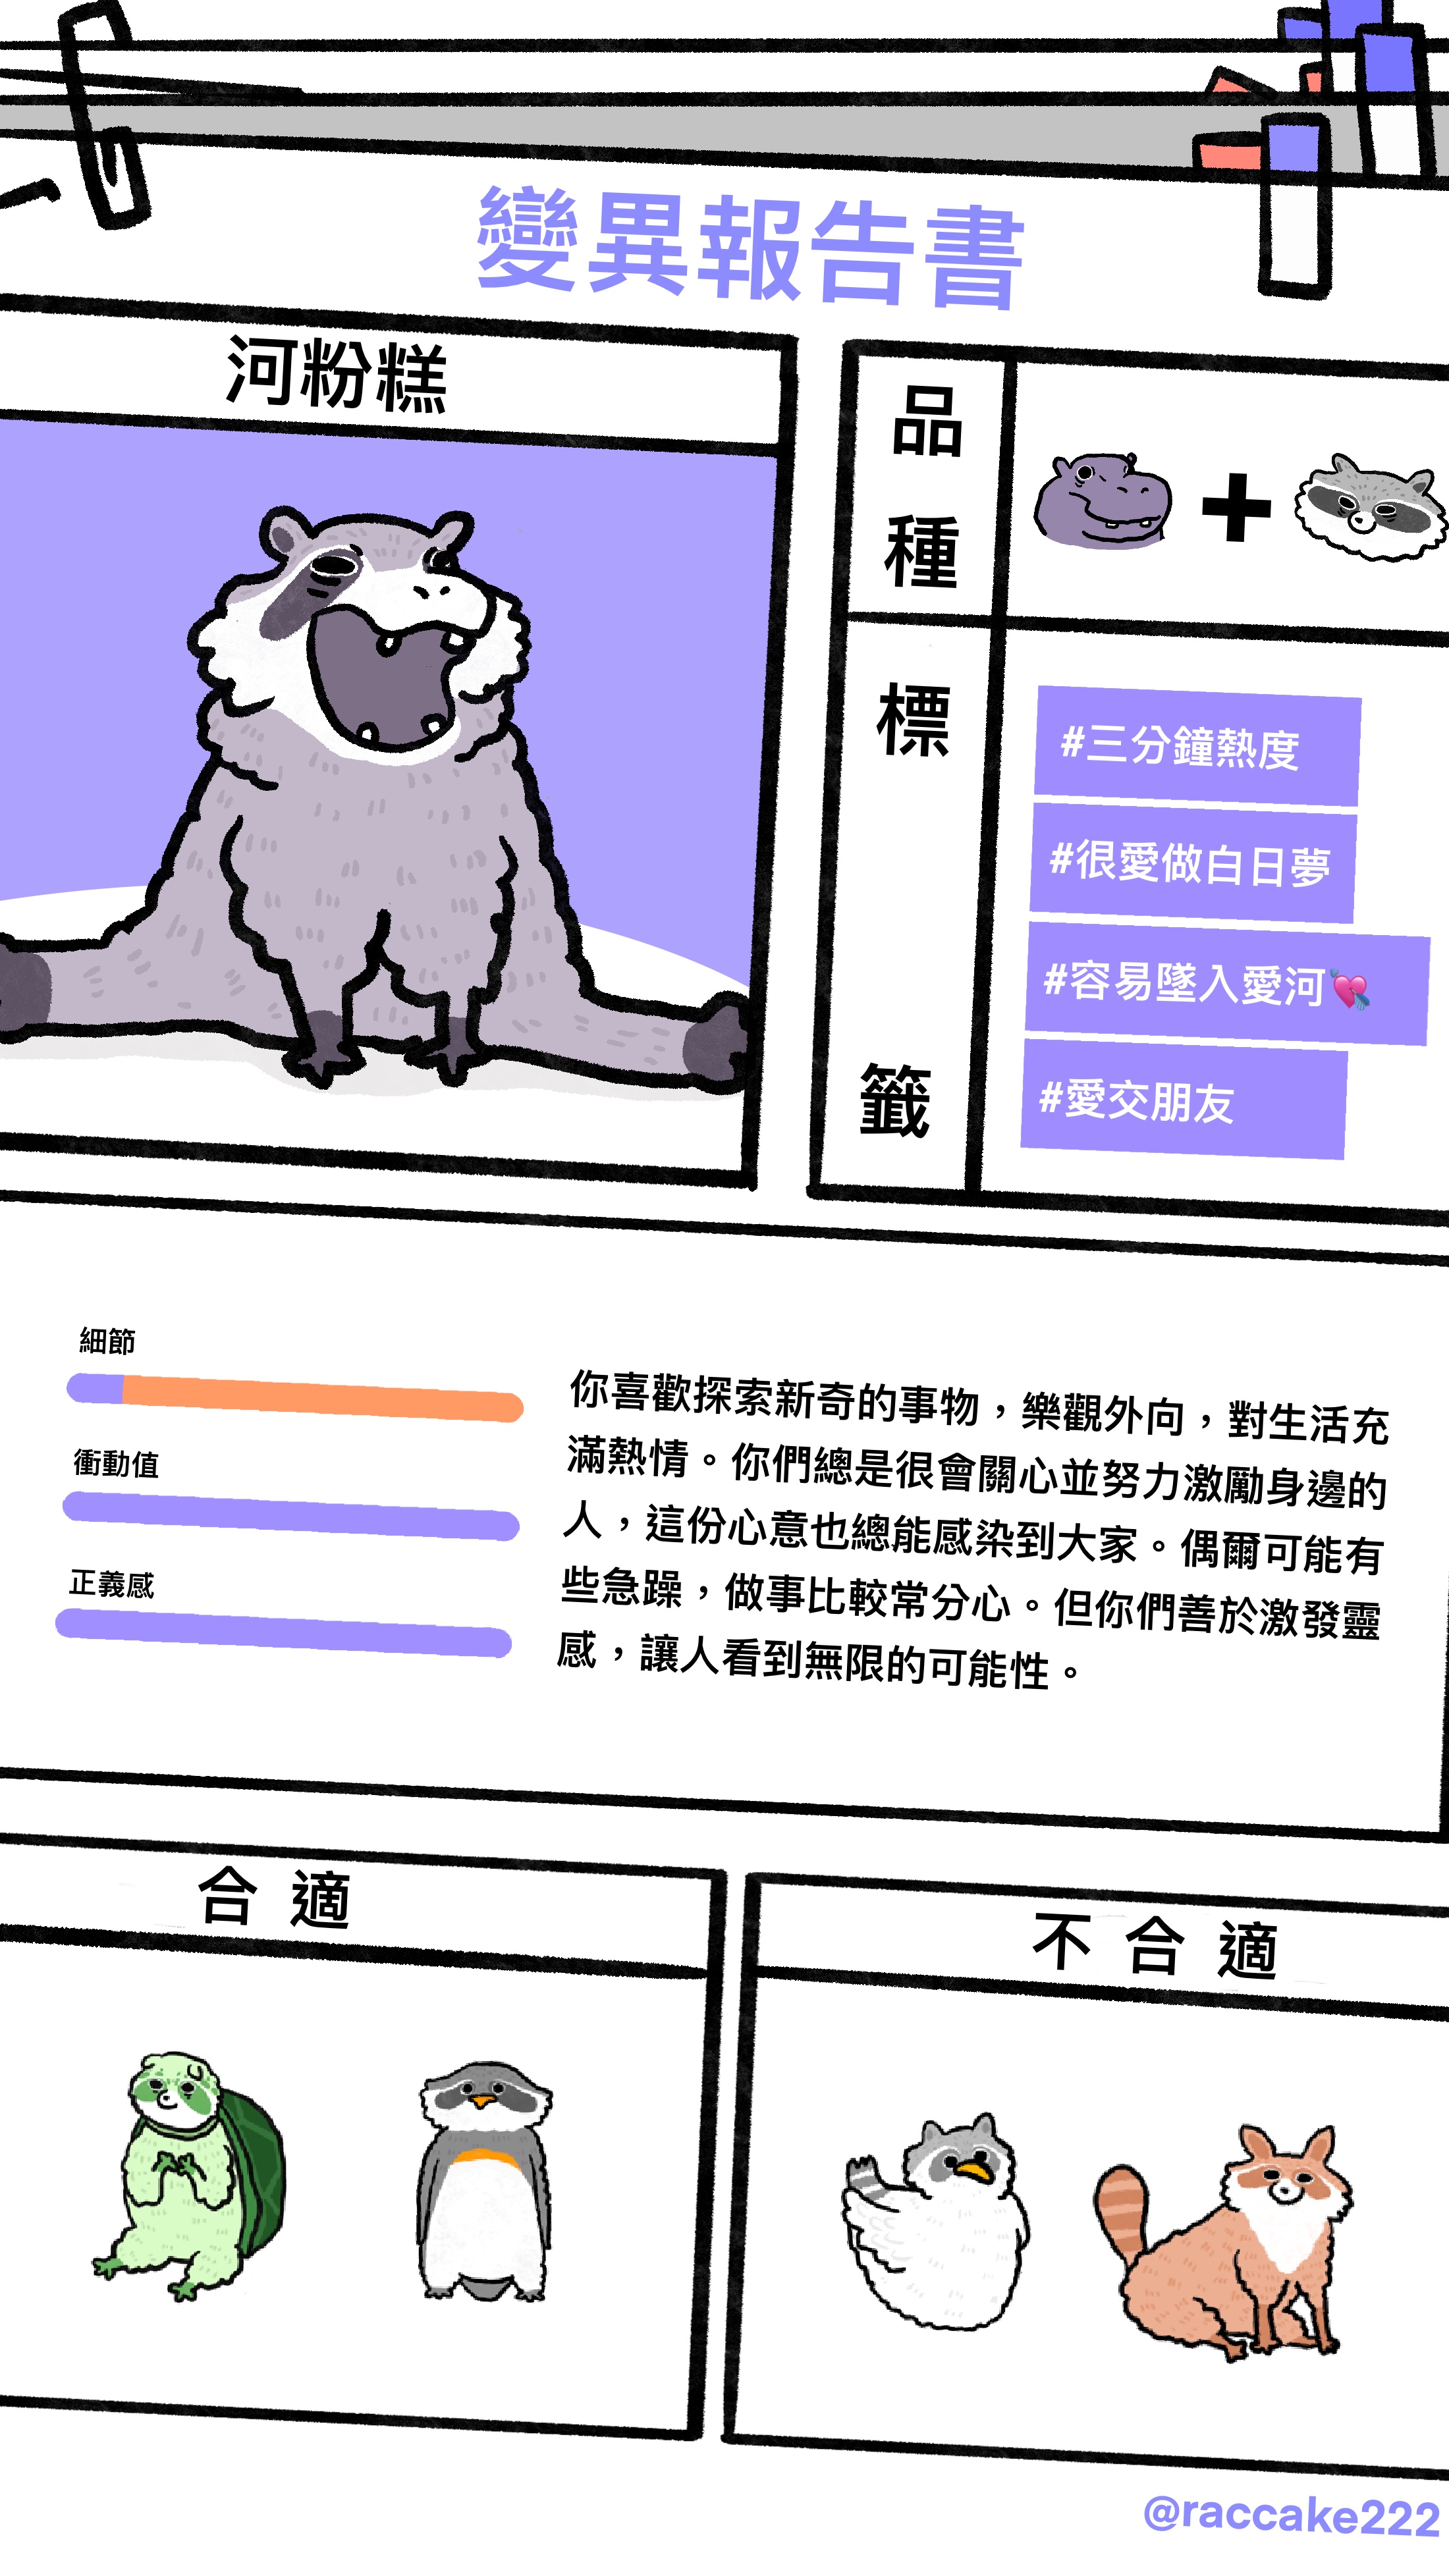 變異報告書
河粉糕
品種
標籤
#三分鐘熱度
#很愛做白日夢
#容易墜入愛河💘
#愛交朋友
細節
衝動值
正義感
你喜歡探索新奇的事物，樂觀外向，對生活充
滿熱情。你們總是很會關心並努力激勵身邊的
人，這份心意也總能感染到大家。偶爾可能有
些急躁，做事比較常分心。但你們善於激發靈
感，讓人看到無限的可能性。
合適
不合適
@raccake222